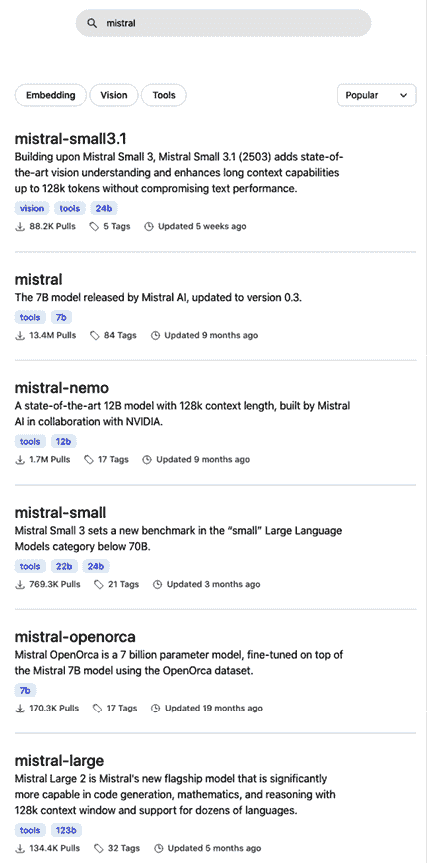 mistral
Embedding Vision Tools Popular
mistral-small3.1
Building upon Mistral Small 3, Mistral Small 3.1 (2503) adds state-of-
the-art vision understanding and enhances long context capabilities
up to 128k tokens without compromising text performance.
vision tools 24b
88.2K Pulls 5 Tags Updated 5 weeks ago
mistral
The 7B model released by Mistral AI, updated to version 0.3.
tools 7b
13.4M Pulls 84 Tags Updated 9 months ago
mistral-nemo
A state-of-the-art 12B model with 128k context length, built by Mistral
AI in collaboration with NVIDIA.
tools 12b
1.7M Pulls 17 Tags Updated 9 months ago
mistral-small
Mistral Small 3 sets a new benchmark in the “small” Large Language
Models category below 70B.
tools 22b 24b
769.3K Pulls 21 Tags Updated 3 months ago
mistral-openorca
Mistral OpenOrca is a 7 billion parameter model, fine-tuned on top of
the Mistral 7B model using the OpenOrca dataset.
7b
170.3K Pulls 17 Tags Updated 19 months ago
mistral-large
Mistral Large 2 is Mistral's new flagship model that is significantly
more capable in code generation, mathematics, and reasoning with
128k context window and support for dozens of languages.
tools 123b
134.4K Pulls 32 Tags Updated 5 months ago